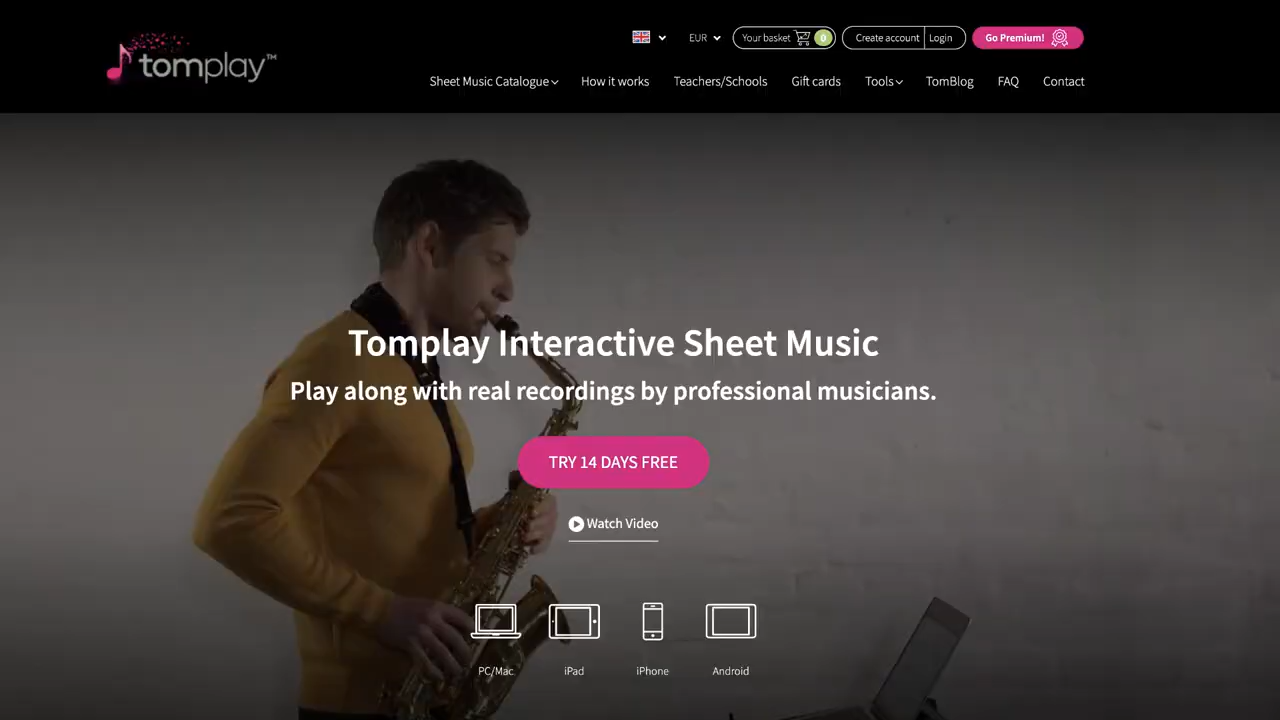 tomplay™
EUR
Your basket 0
Create account Login
Go Premium!
Sheet Music Catalogue
How it works
Teachers/Schools
Gift cards
Tools
TomBlog
FAQ
Contact
Tomplay Interactive Sheet Music
Play along with real recordings by professional musicians.
TRY 14 DAYS FREE
Watch Video
PC/Mac
iPad
iPhone
Android